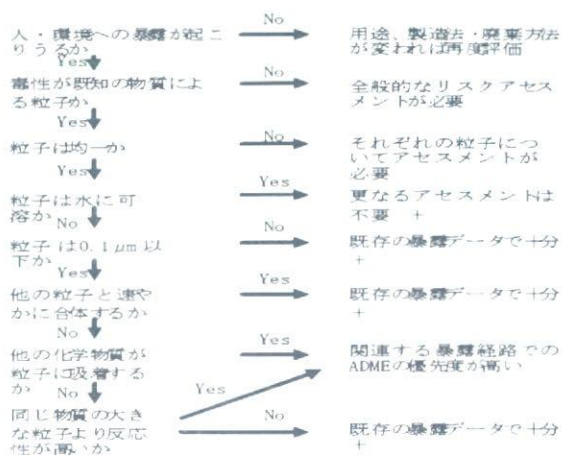 人・環境への暴露が起こ
りうるか
No
用途、製造法・廃棄方法
が変われば再度評価
Yes
毒性が既知の物質によ
る粒子か
No
全般的なリスクアセス
メントが必要
Yes
粒子は均一か
No
それぞれの粒子につ
いてアセスメントが
必要
Yes
粒子は水に可
溶か
Yes
更なるアセスメントは
不要 +
No
粒子は0.1μm以
下か
No
既存の暴露データで十分
+
Yes
他の粒子と速や
かに合体するか
Yes
既存の暴露データで十分
+
No
他の化学物質が
粒子に吸着する
か
Yes
関連する暴露経路での
ADMEの優先度が高い
No
同じ物質の大き
な粒子より反応
性が高いか
Yes
No
既存の暴露データで十分
+